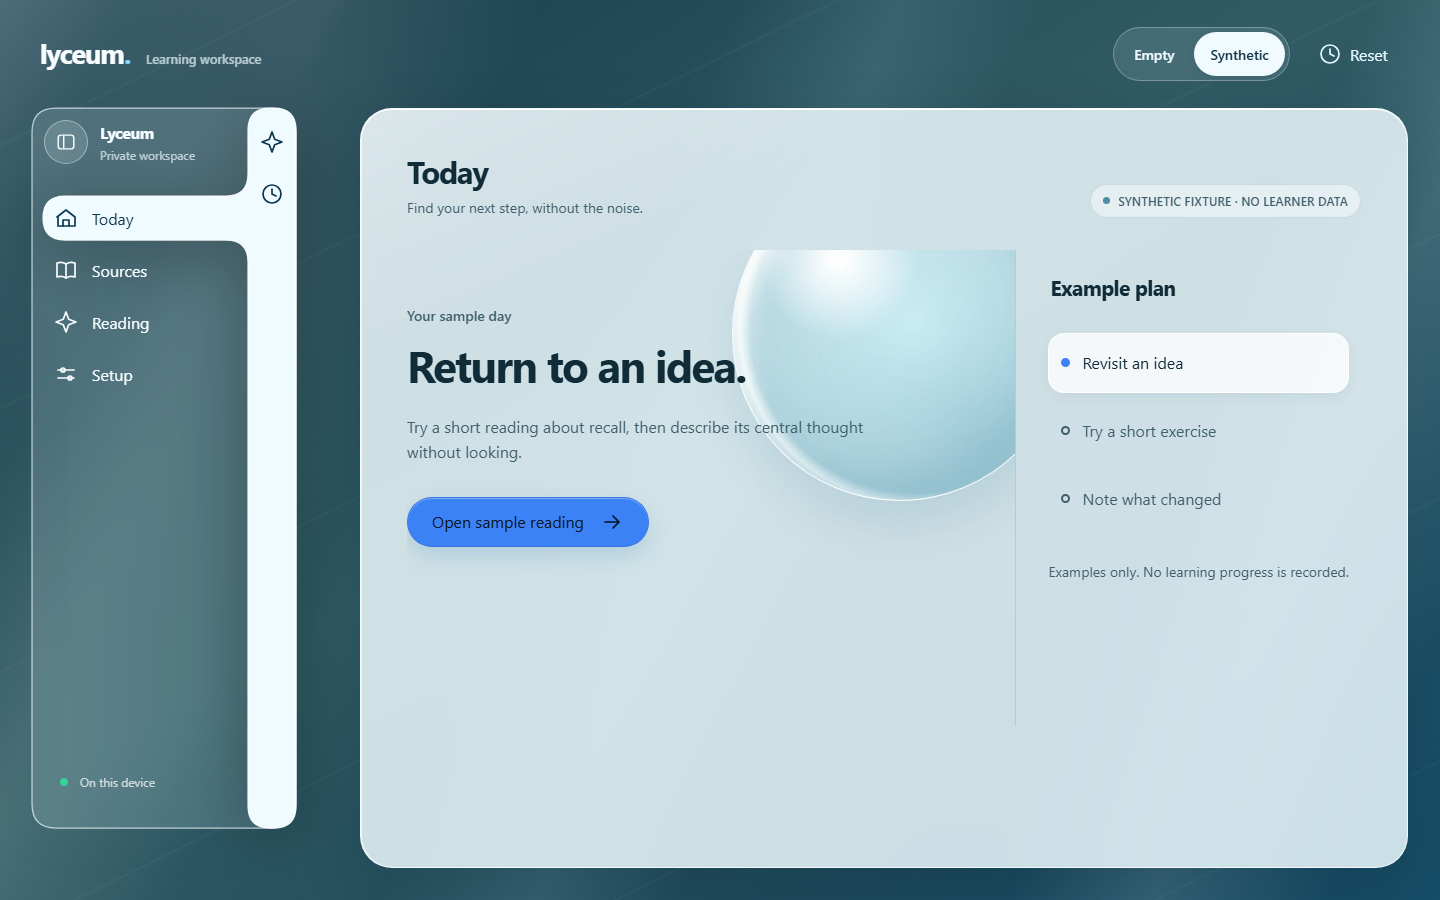 lyceum. Learning workspace
Empty Synthetic Reset
Lyceum
Private workspace
Today
Sources
Reading
Setup
On this device
Today
Find your next step, without the noise.
SYNTHETIC FIXTURE · NO LEARNER DATA
Your sample day
Return to an idea.
Try a short reading about recall, then describe its central thought
without looking.
Open sample reading
Example plan
Revisit an idea
Try a short exercise
Note what changed
Examples only. No learning progress is recorded.